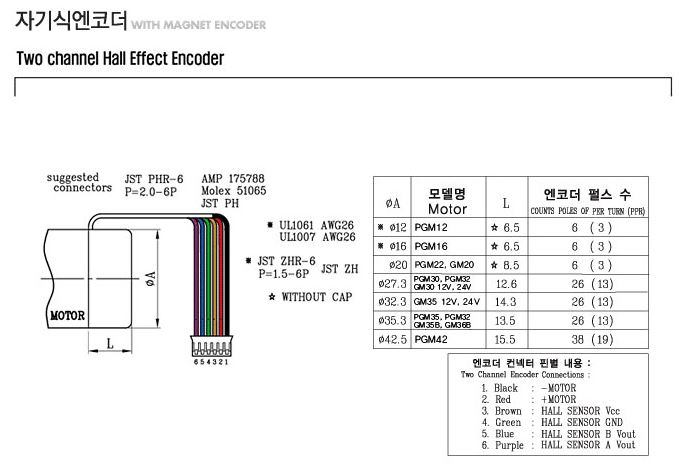 자기식엔코더 WITH MAGNET ENCODER
Two channel Hall Effect Encoder
suggested connectors
JST PHR-6
P=2.0-6P
AMP 175788
Molex 51065
JST PH
※ UL1061 AWG26
UL1007 AWG26
※ JST ZHR-6
P=1.5-6P
JST ZH
☆ WITHOUT CAP
øA
MOTOR
L
6 5 4 3 2 1
øA 모델명 Motor L 엔코더 펄스 수 COUNTS POLES OF PER TURN (PPR)
※ ø12 PGM12 ☆ 6.5 6 ( 3 )
※ ø16 PGM16 ☆ 6.5 6 ( 3 )
ø20 PGM22, GM20 ☆ 8.5 6 ( 3 )
ø27.3 PGM30, PGM32 GM30 12V, 24V 12.6 26 (13)
ø32.3 GM35 12V, 24V 14.3 26 (13)
ø35.3 PGM35, PGM32 GM35B, GM36B 13.5 26 (13)
ø42.5 PGM42 15.5 38 (19)
엔코더 컨넥터 핀별 내용 :
Two Channel Encoder Connections :
1. Black : -MOTOR
2. Red : +MOTOR
3. Brown : HALL SENSOR Vcc
4. Green : HALL SENSOR GND
5. Blue : HALL SENSOR B Vout
6. Purple : HALL SENSOR A Vout